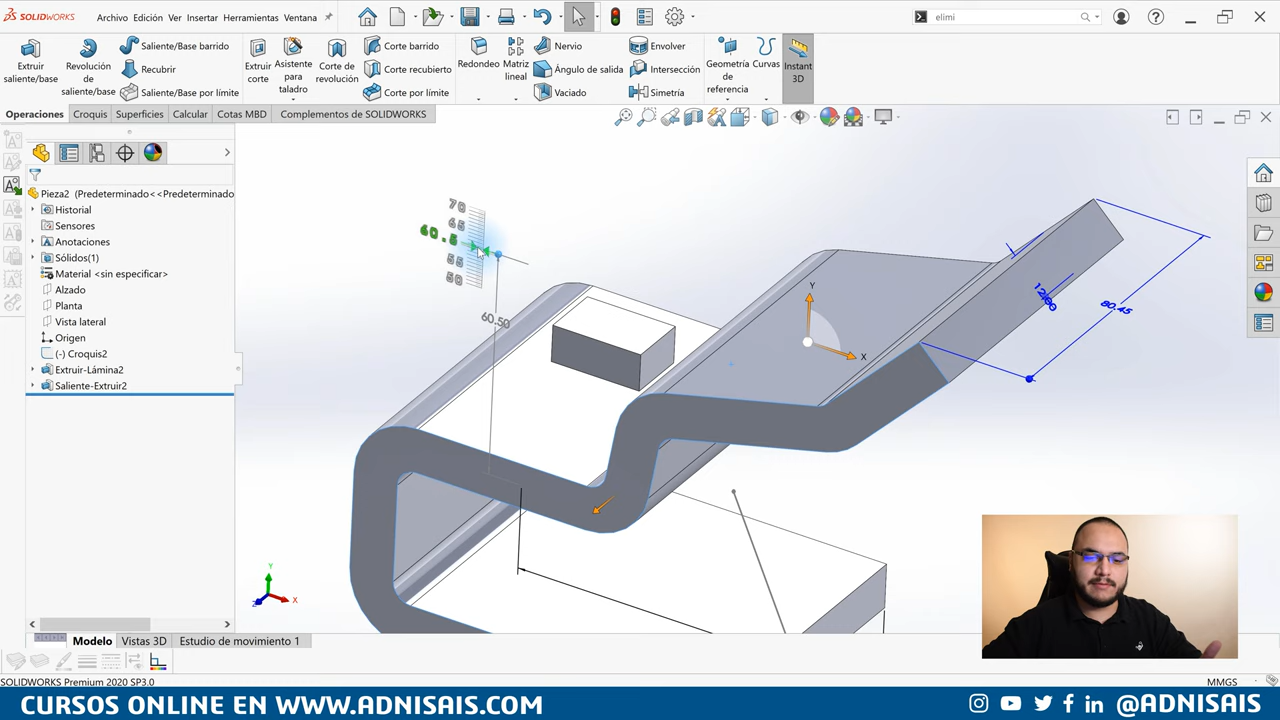 SOLIDWORKS
Archivo Edición Ver Insertar Herramientas Ventana
elimi
Extruir saliente/base
Revolución de saliente/base
Saliente/Base barrido
Recubrir
Saliente/Base por límite
Extruir corte
Asistente para taladro
Corte de revolución
Corte barrido
Corte recubierto
Corte por límite
Redondeo
Matriz lineal
Nervio
Ángulo de salida
Vaciado
Envolver
Intersección
Simetría
Geometría de referencia
Curvas
Instant 3D
Operaciones Croquis Superficies Calcular Cotas MBD Complementos de SOLIDWORKS
Pieza2 (Predeterminado<<Predeterminado
Historial
Sensores
Anotaciones
Sólidos(1)
Material <sin especificar>
Alzado
Planta
Vista lateral
Origen
(-) Croquis2
Extruir-Lámina2
Saliente-Extruir2
70
65
60.5
55
50
60.50
12,00
80.45
Y
X
Y
X
Z
Modelo Vistas 3D Estudio de movimiento 1
SOLIDWORKS Premium 2020 SP3.0
MMGS
CURSOS ONLINE EN WWW.ADNISAIS.COM
@ADNISAIS